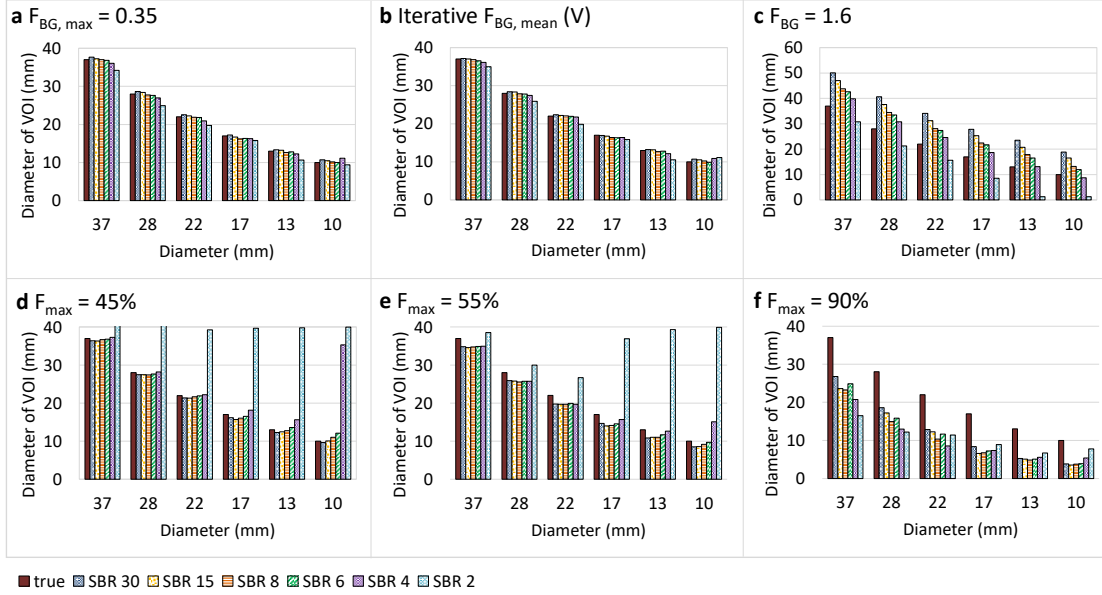 a F_BG, max = 0.35
Diameter of VOI (mm)
40
30
20
10
0
37 28 22 17 13 10
Diameter (mm)
b Iterative F_BG, mean (V)
Diameter of VOI (mm)
40
30
20
10
0
37 28 22 17 13 10
Diameter (mm)
c F_BG = 1.6
Diameter of VOI (mm)
60
50
40
30
20
10
0
37 28 22 17 13 10
Diameter (mm)
d F_max = 45%
Diameter of VOI (mm)
40
30
20
10
0
37 28 22 17 13 10
Diameter (mm)
e F_max = 55%
Diameter of VOI (mm)
40
30
20
10
0
37 28 22 17 13 10
Diameter (mm)
f F_max = 90%
Diameter of VOI (mm)
40
30
20
10
0
37 28 22 17 13 10
Diameter (mm)
true SBR 30 SBR 15 SBR 8 SBR 6 SBR 4 SBR 2